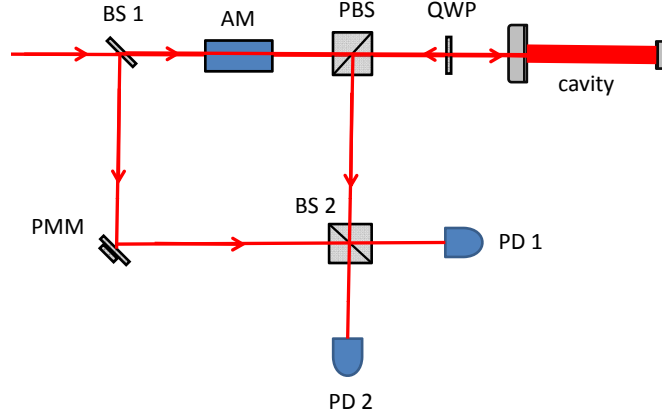 BS 1
AM
PBS
QWP
cavity
BS 2
PMM
PD 1
PD 2